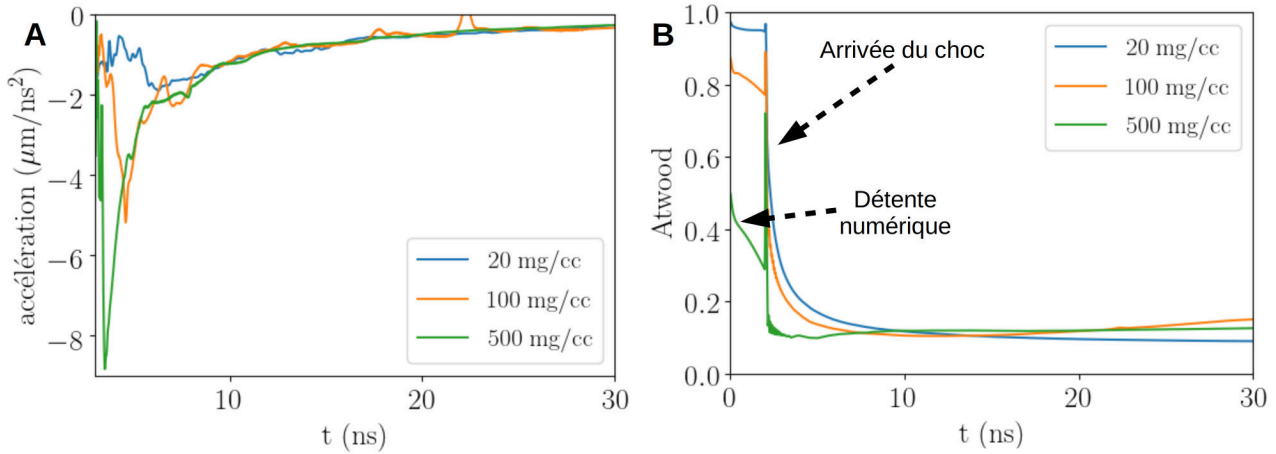 A
0
−2
−4
−6
−8
accélération (μm/ns²)
20 mg/cc
100 mg/cc
500 mg/cc
10
20
30
t (ns)
B
1.0
0.8
0.6
0.4
0.2
0.0
Atwood
Arrivée du choc
Détente
numérique
20 mg/cc
100 mg/cc
500 mg/cc
0
10
20
30
t (ns)